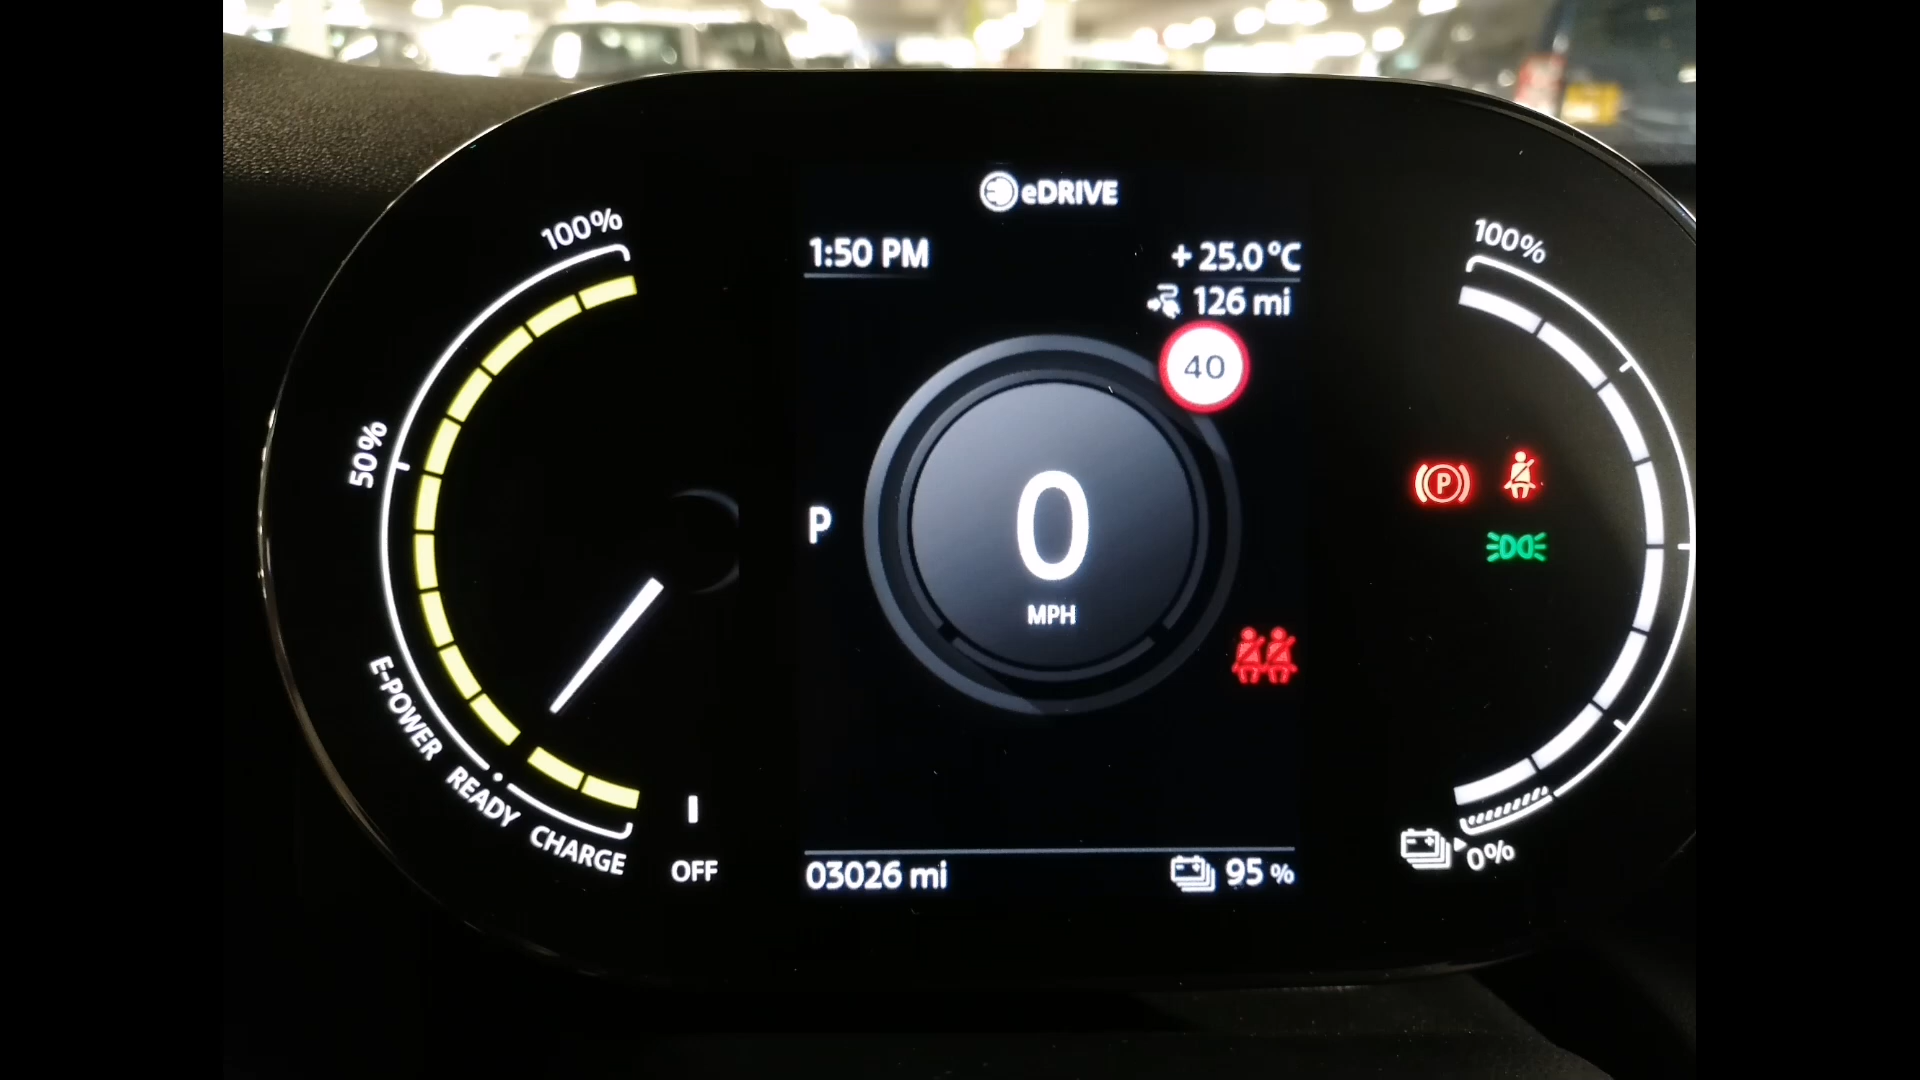 eDRIVE
1:50 PM
+ 25.0 °C
126 mi
40
100%
50%
E-POWER
READY
CHARGE
OFF
P
0
MPH
100%
P
0%
03026 mi
95 %